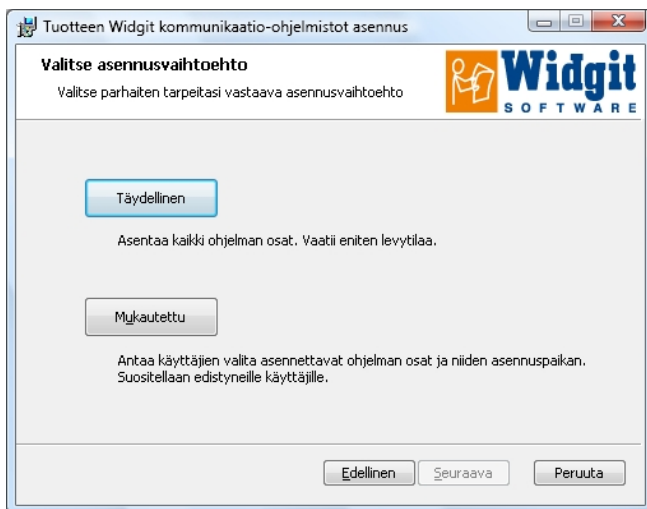 Tuotteen Widgit kommunikaatio-ohjelmistot asennus
Valitse asennusvaihtoehto
Valitse parhaiten tarpeitasi vastaava asennusvaihtoehto
Widgit
SOFTWARE
Täydellinen
Asentaa kaikki ohjelman osat. Vaatii eniten levytilaa.
Mukautettu
Antaa käyttäjien valita asennettavat ohjelman osat ja niiden asennuspaikan.
Suositellaan edistyneille käyttäjille.
Edellinen
Seuraava
Peruuta